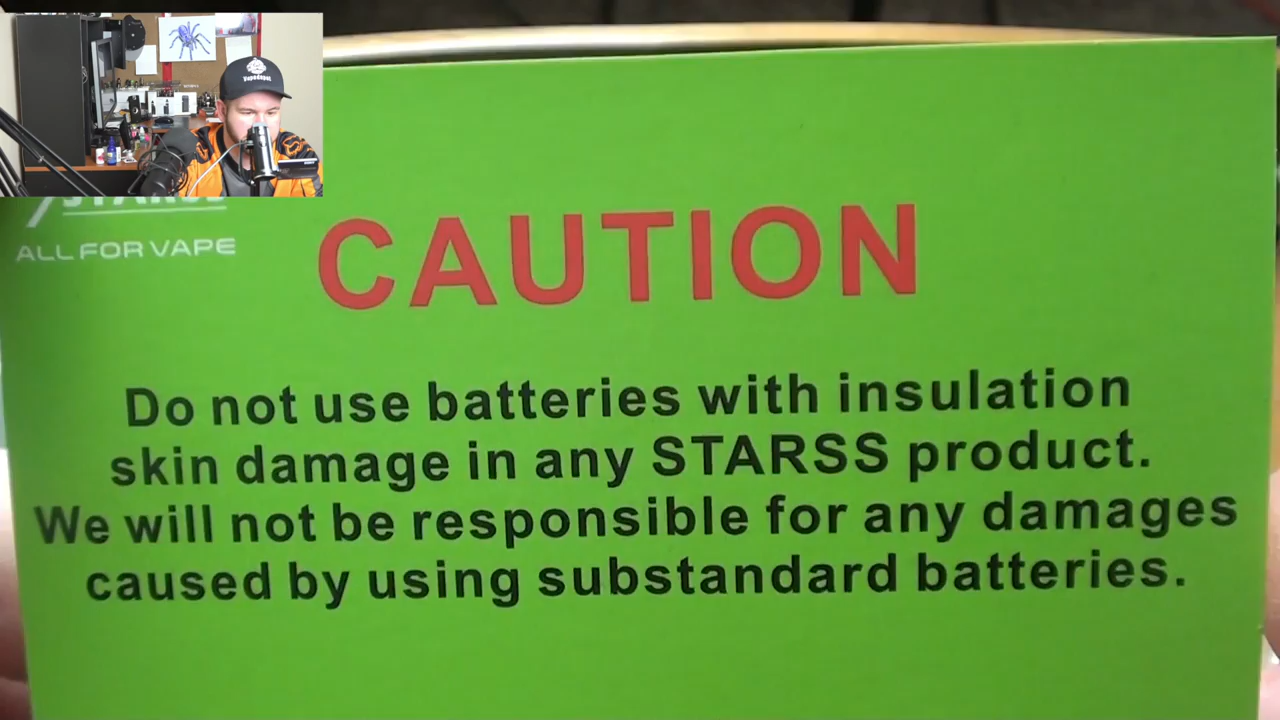 STARSS
ALL FOR VAPE
CAUTION
Do not use batteries with insulation
skin damage in any STARSS product.
We will not be responsible for any damages
caused by using substandard batteries.